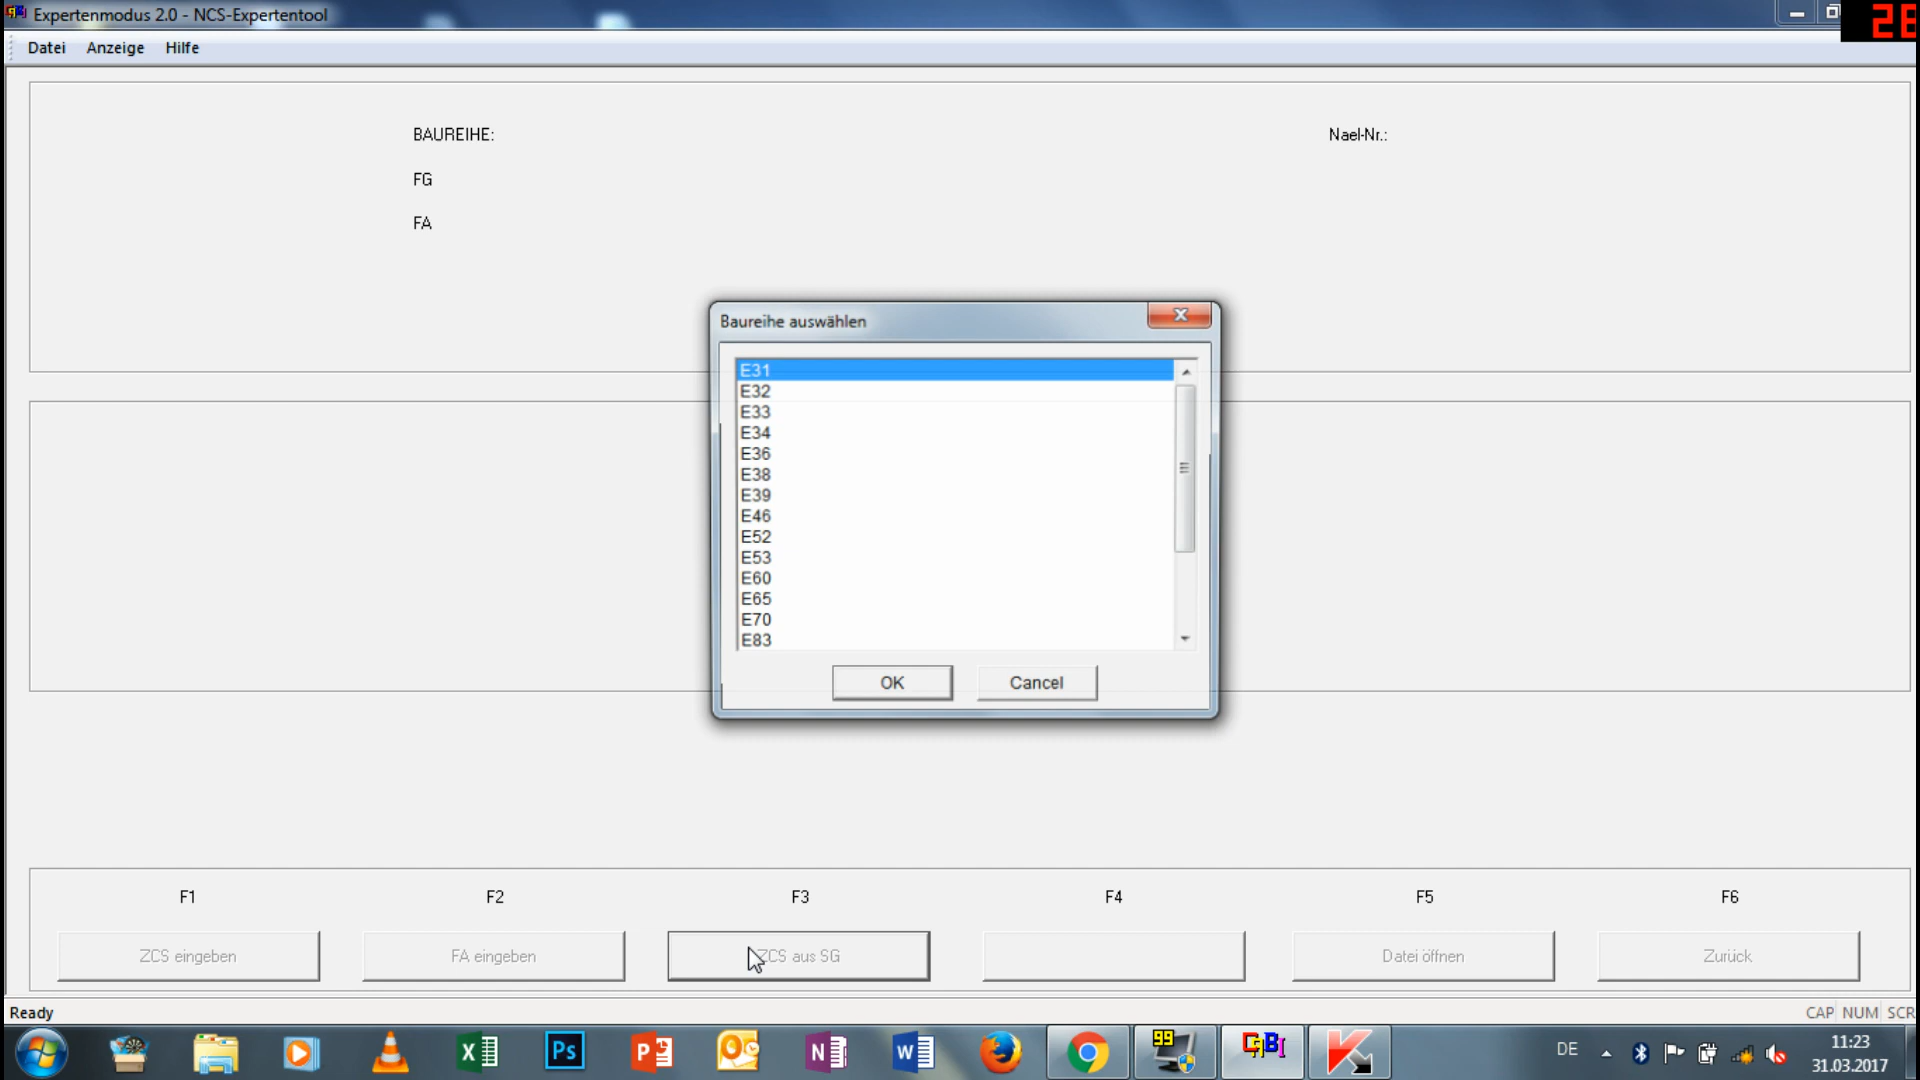 Expertenmodus 2.0 - NCS-Expertentool
28
Datei Anzeige Hilfe
BAUREIHE:
Nael-Nr.:
FG
FA
Baureihe auswählen
E31
E32
E33
E34
E36
E38
E39
E46
E52
E53
E60
E65
E70
E83
OK Cancel
F1 F2 F3 F4 F5 F6
ZCS eingeben FA eingeben ZCS aus SG Datei öffnen Zurück
Ready
CAP NUM SCR
X Ps P N W 99 DE
11:23
31.03.2017